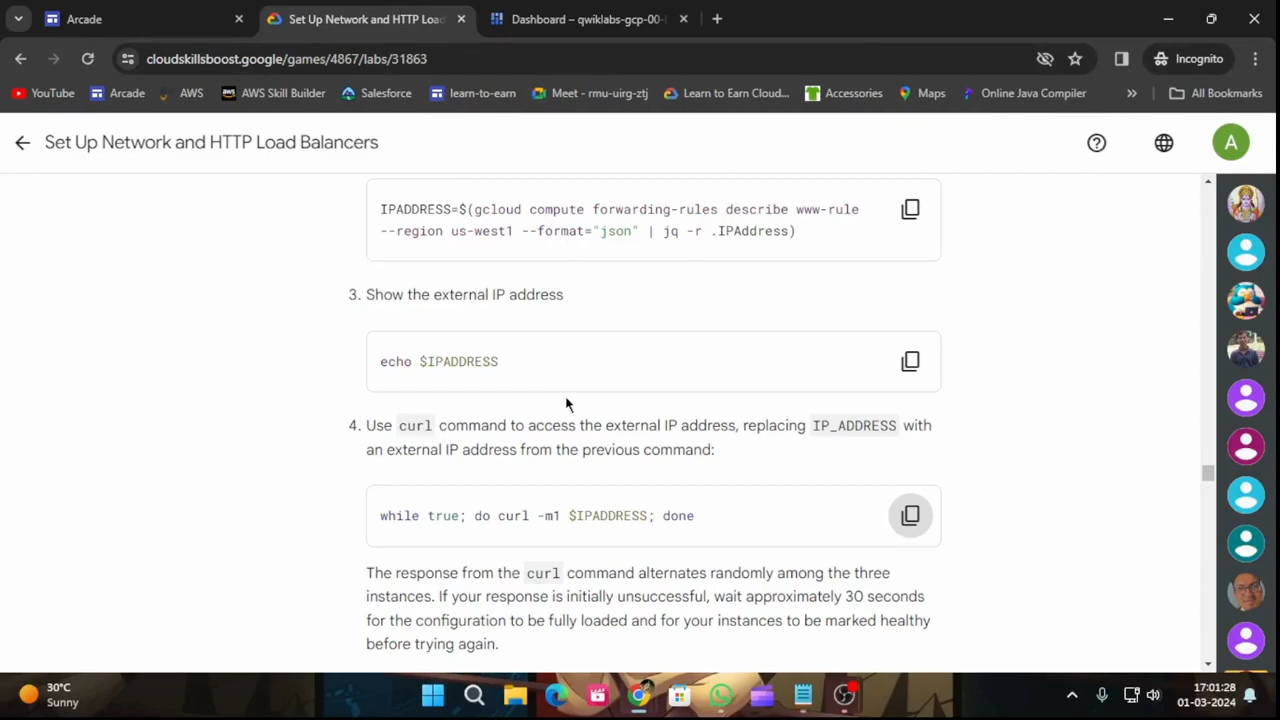 Arcade
Set Up Network and HTTP Load
Dashboard – qwiklabs-gcp-00-
cloudskillsboost.google/games/4867/labs/31863
Incognito
YouTube
Arcade
AWS
AWS Skill Builder
Salesforce
learn-to-earn
Meet - rmu-uirg-ztj
Learn to Earn Cloud...
Accessories
Maps
Online Java Compiler
All Bookmarks
Set Up Network and HTTP Load Balancers
A
IPADDRESS=$(gcloud compute forwarding-rules describe www-rule
--region us-west1 --format="json" | jq -r .IPAddress)
3. Show the external IP address
echo $IPADDRESS
4. Use curl command to access the external IP address, replacing IP_ADDRESS with
an external IP address from the previous command:
while true; do curl -m1 $IPADDRESS; done
The response from the curl command alternates randomly among the three
instances. If your response is initially unsuccessful, wait approximately 30 seconds
for the configuration to be fully loaded and for your instances to be marked healthy
before trying again.
30°C
Sunny
17:01:28
01-03-2024